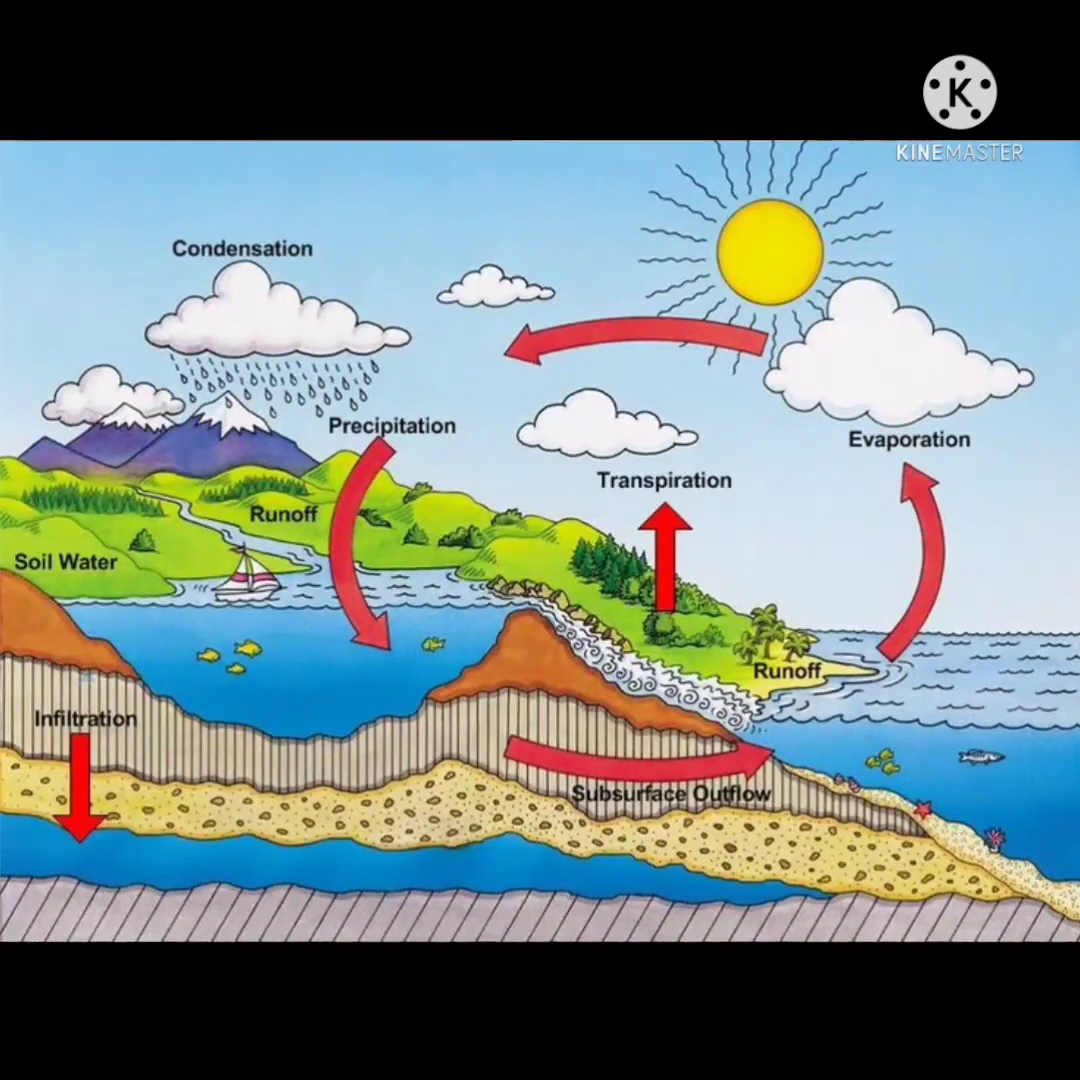 K
KINEMASTER
Condensation
Precipitation
Evaporation
Transpiration
Runoff
Soil Water
Runoff
Infiltration
Subsurface Outflow